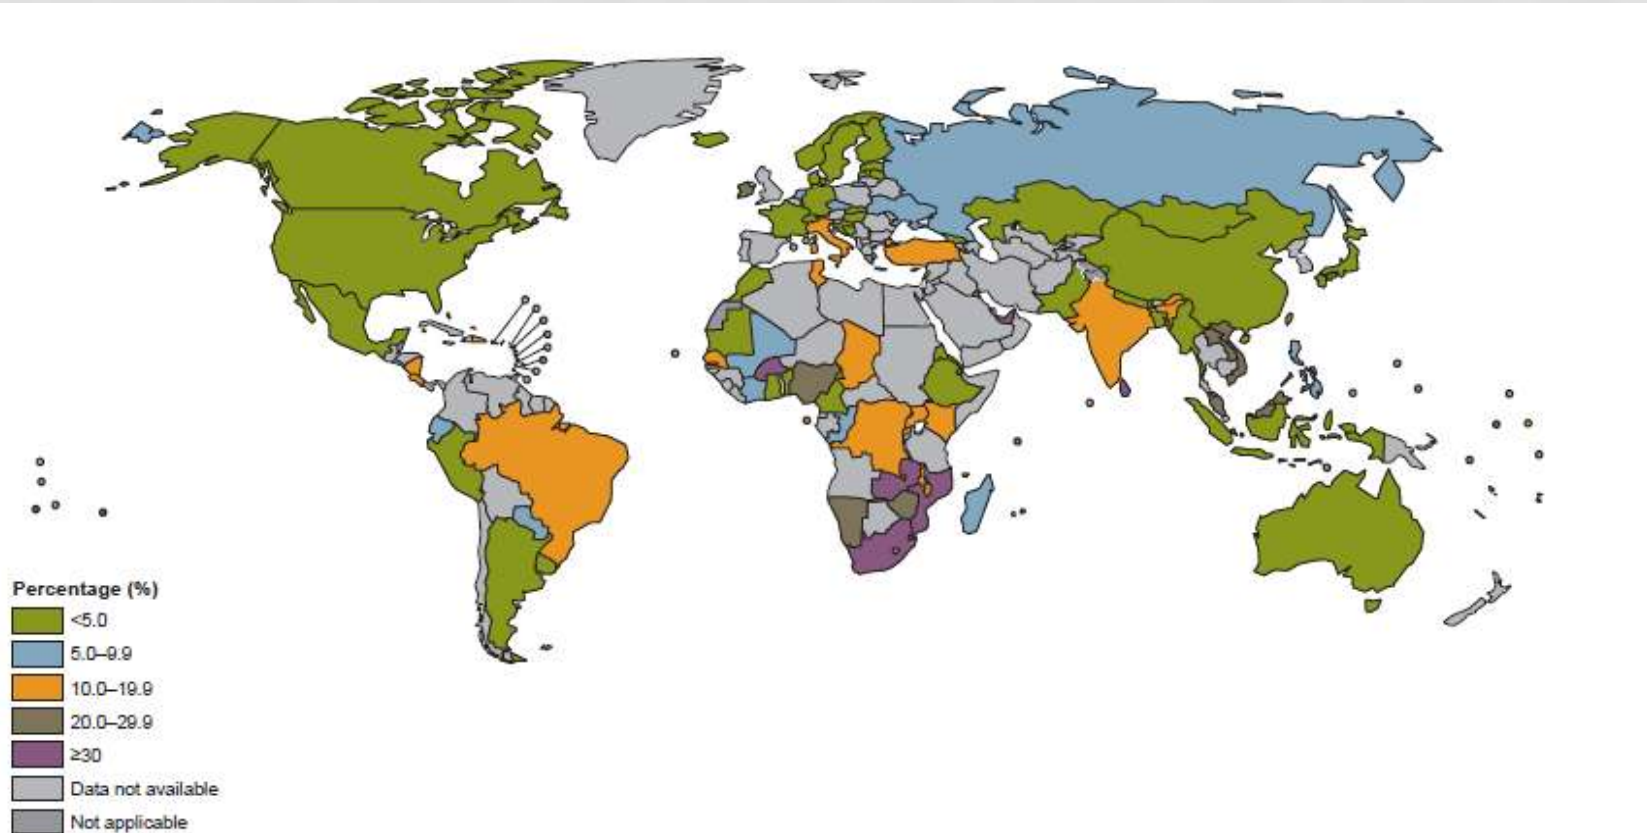 Percentage (%)
<5.0
5.0–9.9
10.0–19.9
20.0–29.9
≥30
Data not available
Not applicable